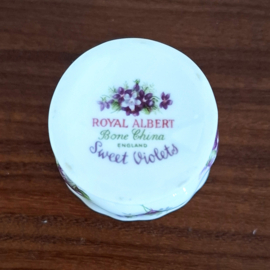 ROYAL ALBERT
Bone China
ENGLAND
Sweet Violets